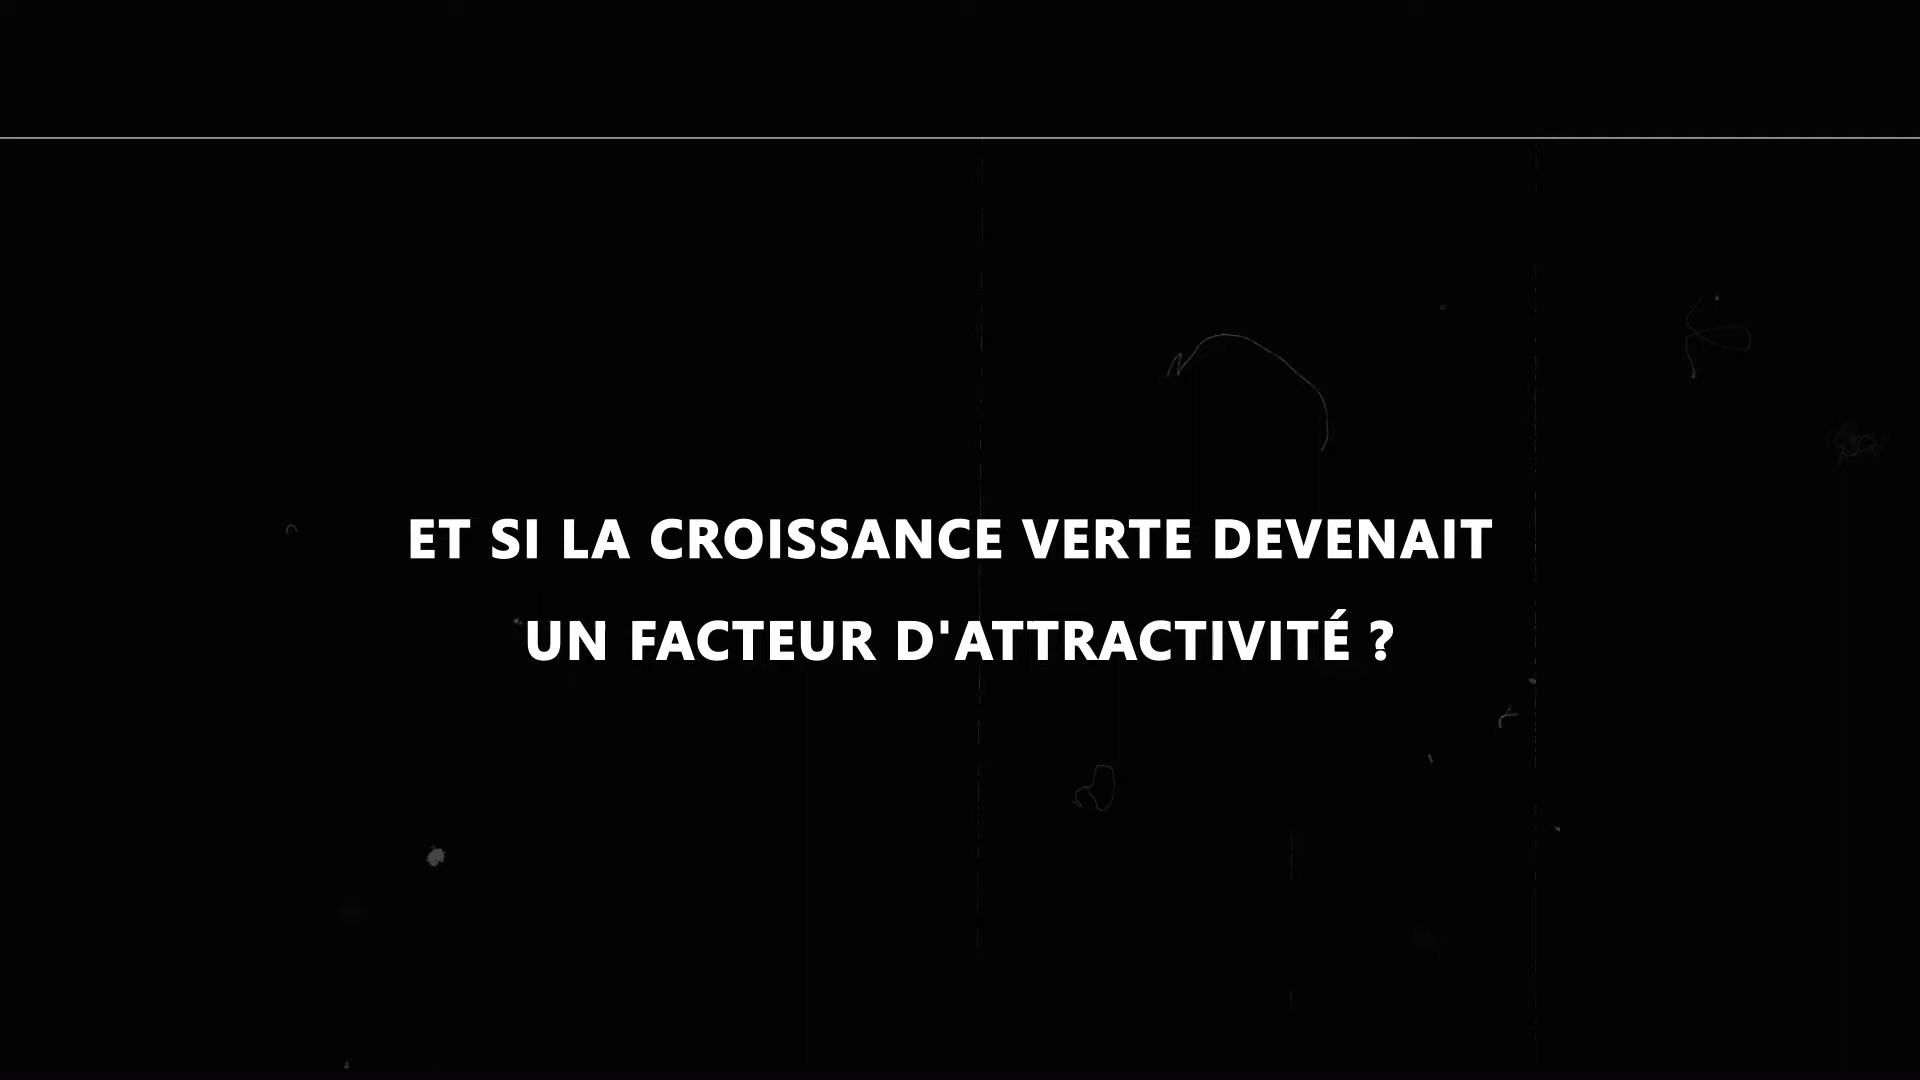 ET SI LA CROISSANCE VERTE DEVENAIT
UN FACTEUR D'ATTRACTIVITÉ ?